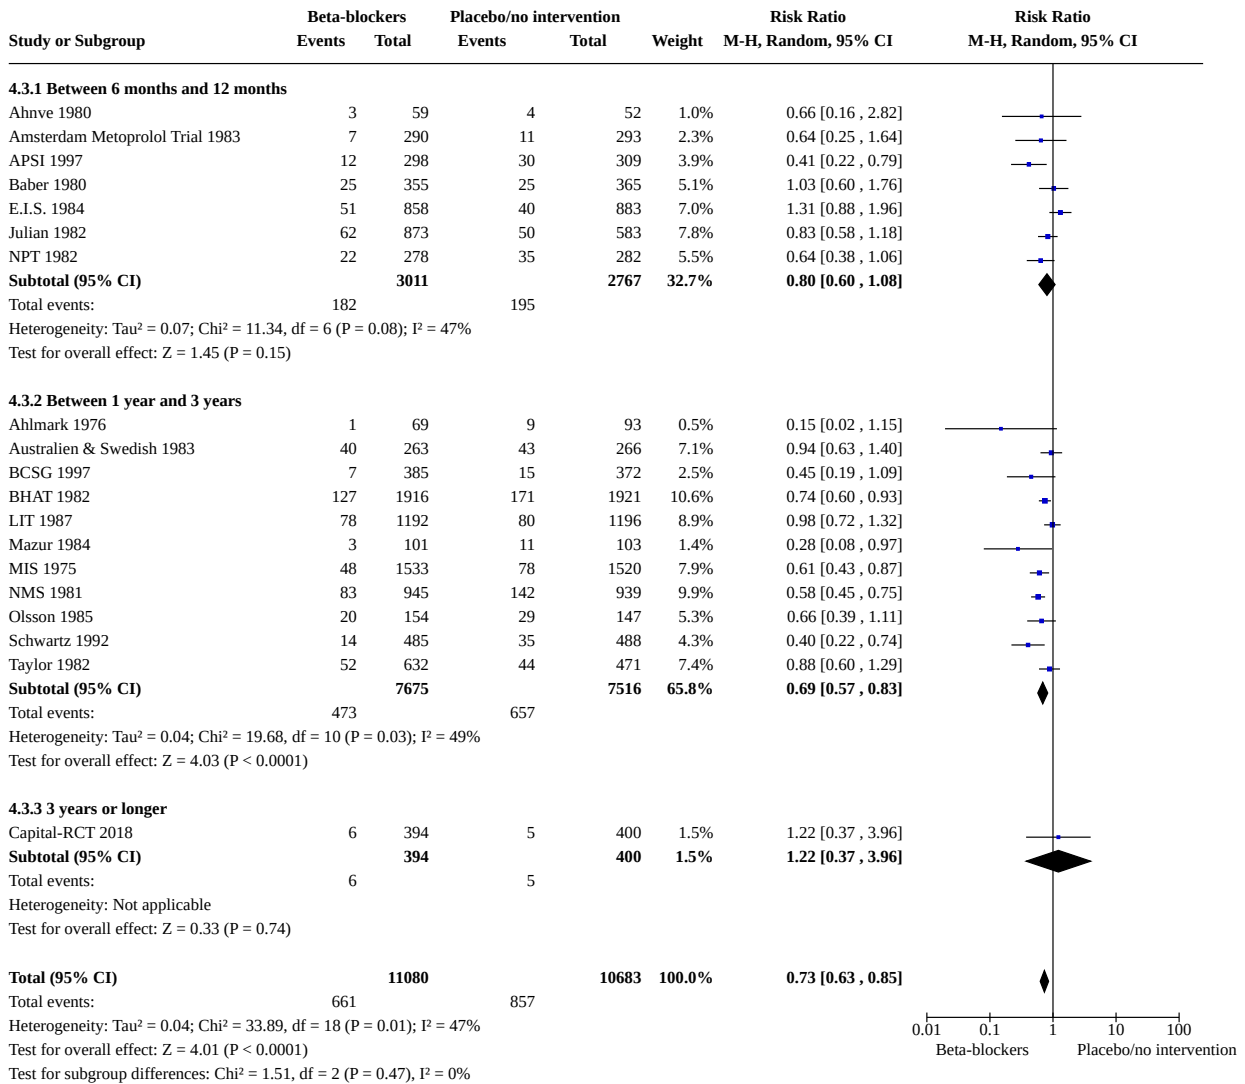 Beta-blockers Placebo/no intervention Risk Ratio Risk Ratio
Study or Subgroup Events Total Events Total Weight M-H, Random, 95% CI M-H, Random, 95% CI
4.3.1 Between 6 months and 12 months
Ahnve 1980 3 59 4 52 1.0% 0.66 [0.16 , 2.82]
Amsterdam Metoprolol Trial 1983 7 290 11 293 2.3% 0.64 [0.25 , 1.64]
APSI 1997 12 298 30 309 3.9% 0.41 [0.22 , 0.79]
Baber 1980 25 355 25 365 5.1% 1.03 [0.60 , 1.76]
E.I.S. 1984 51 858 40 883 7.0% 1.31 [0.88 , 1.96]
Julian 1982 62 873 50 583 7.8% 0.83 [0.58 , 1.18]
NPT 1982 22 278 35 282 5.5% 0.64 [0.38 , 1.06]
Subtotal (95% CI) 3011 2767 32.7% 0.80 [0.60 , 1.08]
Total events: 182 195
Heterogeneity: Tau² = 0.07; Chi² = 11.34, df = 6 (P = 0.08); I² = 47%
Test for overall effect: Z = 1.45 (P = 0.15)
4.3.2 Between 1 year and 3 years
Ahlmark 1976 1 69 9 93 0.5% 0.15 [0.02 , 1.15]
Australien & Swedish 1983 40 263 43 266 7.1% 0.94 [0.63 , 1.40]
BCSG 1997 7 385 15 372 2.5% 0.45 [0.19 , 1.09]
BHAT 1982 127 1916 171 1921 10.6% 0.74 [0.60 , 0.93]
LIT 1987 78 1192 80 1196 8.9% 0.98 [0.72 , 1.32]
Mazur 1984 3 101 11 103 1.4% 0.28 [0.08 , 0.97]
MIS 1975 48 1533 78 1520 7.9% 0.61 [0.43 , 0.87]
NMS 1981 83 945 142 939 9.9% 0.58 [0.45 , 0.75]
Olsson 1985 20 154 29 147 5.3% 0.66 [0.39 , 1.11]
Schwartz 1992 14 485 35 488 4.3% 0.40 [0.22 , 0.74]
Taylor 1982 52 632 44 471 7.4% 0.88 [0.60 , 1.29]
Subtotal (95% CI) 7675 7516 65.8% 0.69 [0.57 , 0.83]
Total events: 473 657
Heterogeneity: Tau² = 0.04; Chi² = 19.68, df = 10 (P = 0.03); I² = 49%
Test for overall effect: Z = 4.03 (P < 0.0001)
4.3.3 3 years or longer
Capital-RCT 2018 6 394 5 400 1.5% 1.22 [0.37 , 3.96]
Subtotal (95% CI) 394 400 1.5% 1.22 [0.37 , 3.96]
Total events: 6 5
Heterogeneity: Not applicable
Test for overall effect: Z = 0.33 (P = 0.74)
Total (95% CI) 11080 10683 100.0% 0.73 [0.63 , 0.85]
Total events: 661 857
Heterogeneity: Tau² = 0.04; Chi² = 33.89, df = 18 (P = 0.01); I² = 47% 0.01 0.1 1 10 100
Test for overall effect: Z = 4.01 (P < 0.0001) Beta-blockers Placebo/no intervention
Test for subgroup differences: Chi² = 1.51, df = 2 (P = 0.47), I² = 0%